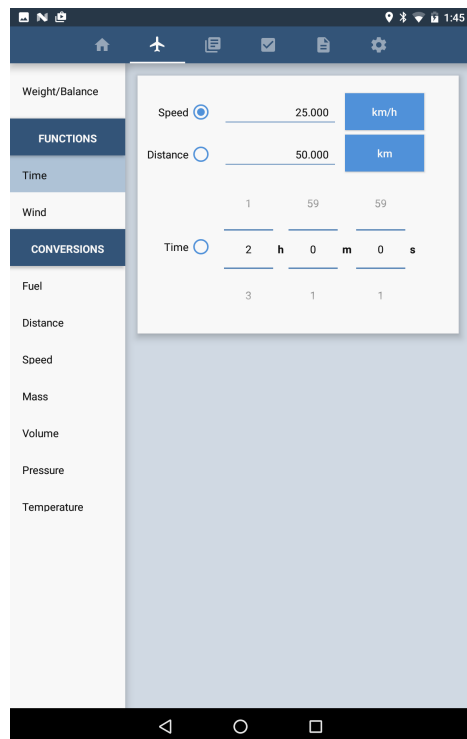 1:45
Weight/Balance
FUNCTIONS
Time
Wind
CONVERSIONS
Fuel
Distance
Speed
Mass
Volume
Pressure
Temperature
Speed 25.000 km/h
Distance 50.000 km
1 59 59
Time 2 h 0 m 0 s
3 1 1